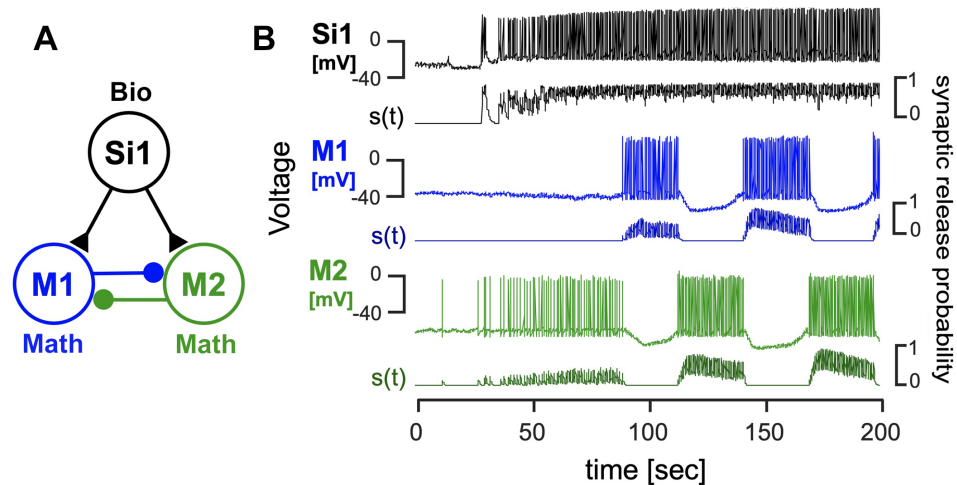 A
Bio
Si1
M1
M2
Math
Math
B
Voltage
Si1
[mV]
0
-40
s(t)
1
0
M1
[mV]
0
-40
s(t)
1
0
M2
[mV]
0
-40
s(t)
1
0
synaptic release probability
0
50
100
150
200
time [sec]